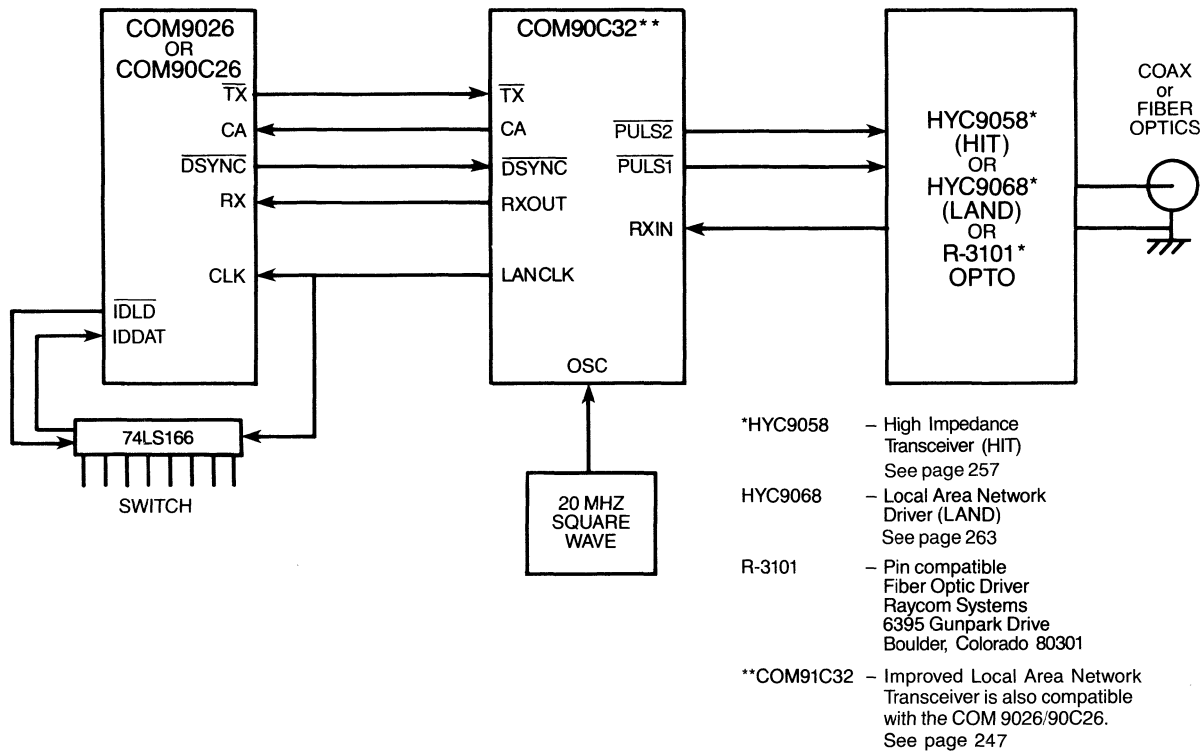 COM9026
OR
COM90C26
TX
CA
DSYNC
RX
CLK
IDLD
IDDAT
74LS166
SWITCH
COM90C32**
TX
CA
DSYNC
RXOUT
LANCLK
PULS2
PULS1
RXIN
OSC
20 MHZ
SQUARE
WAVE
HYC9058*
(HIT)
OR
HYC9068*
(LAND)
OR
R-3101*
OPTO
COAX
or
FIBER
OPTICS
*HYC9058 – High Impedance
Transceiver (HIT)
See page 257
HYC9068 – Local Area Network
Driver (LAND)
See page 263
R-3101 – Pin compatible
Fiber Optic Driver
Raycom Systems
6395 Gunpark Drive
Boulder, Colorado 80301
**COM91C32 – Improved Local Area Network
Transceiver is also compatible
with the COM 9026/90C26.
See page 247